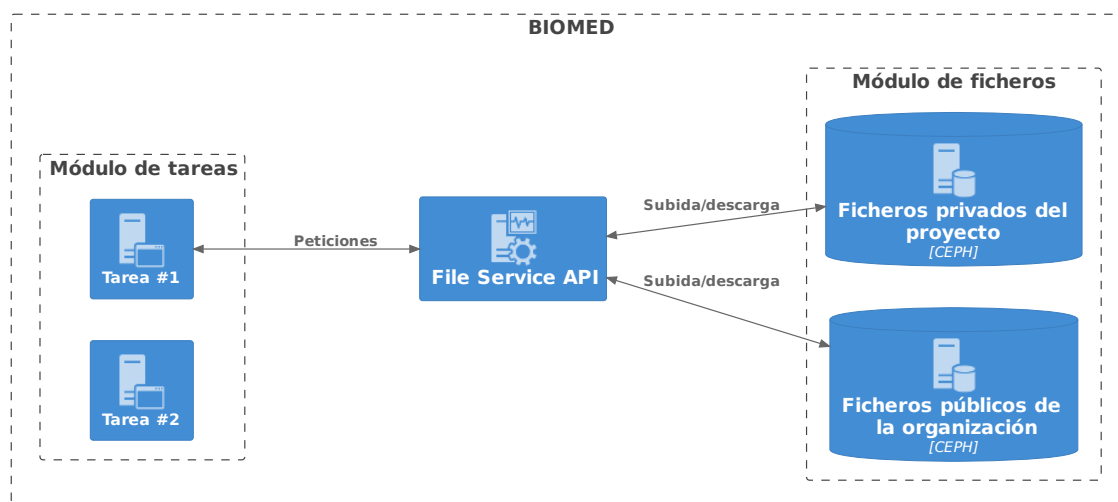 BIOMED
Módulo de tareas
Tarea #1
Tarea #2
Peticiones
File Service API
Subida/descarga
Subida/descarga
Módulo de ficheros
Ficheros privados del
proyecto
[CEPH]
Ficheros públicos de
la organización
[CEPH]